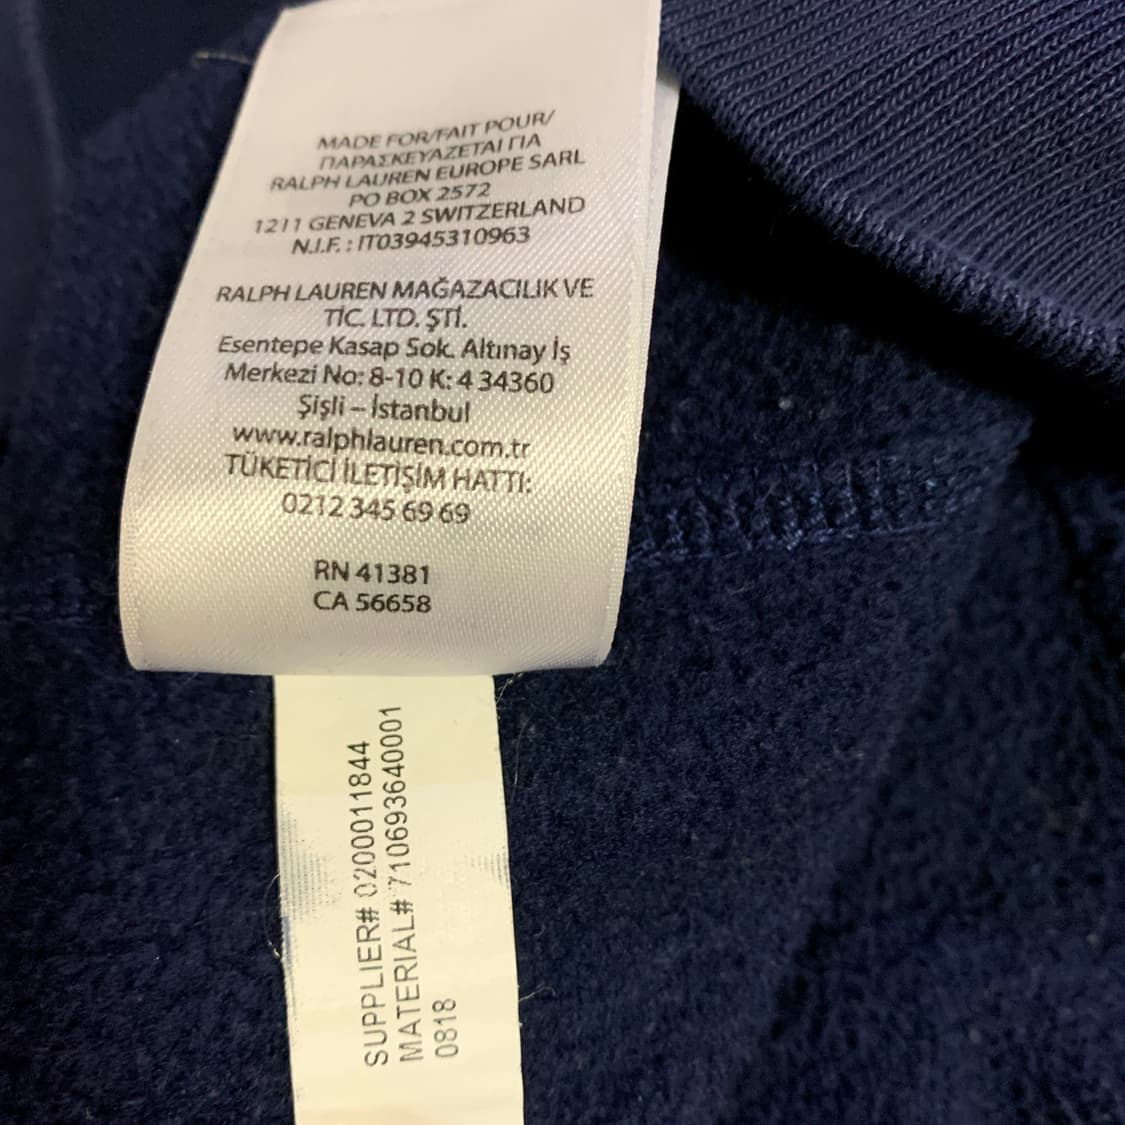 MADE FOR/FAIT POUR/
ΠΑΡΑΣΚΕΥΑΖΕΤΑΙ ΓΙΑ
RALPH LAUREN EUROPE SARL
PO BOX 2572
1211 GENEVA 2 SWITZERLAND
N.I.F. : IT03945310963
RALPH LAUREN MAĞAZACILIK VE
TİC. LTD. ŞTİ.
Esentepe Kasap Sok. Altınay İş
Merkezi No: 8-10 K: 4 34360
Şişli – İstanbul
www.ralphlauren.com.tr
TÜKETİCİ İLETİŞİM HATTI:
0212 345 69 69
RN 41381
CA 56658
SUPPLIER# 0200011844
MATERIAL# 710693640001
0818